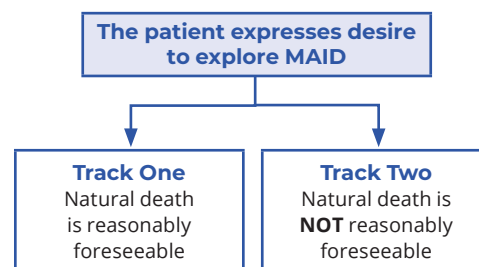 The patient expresses desire
to explore MAID
Track One
Natural death
is reasonably
foreseeable
Track Two
Natural death is
NOT reasonably
foreseeable